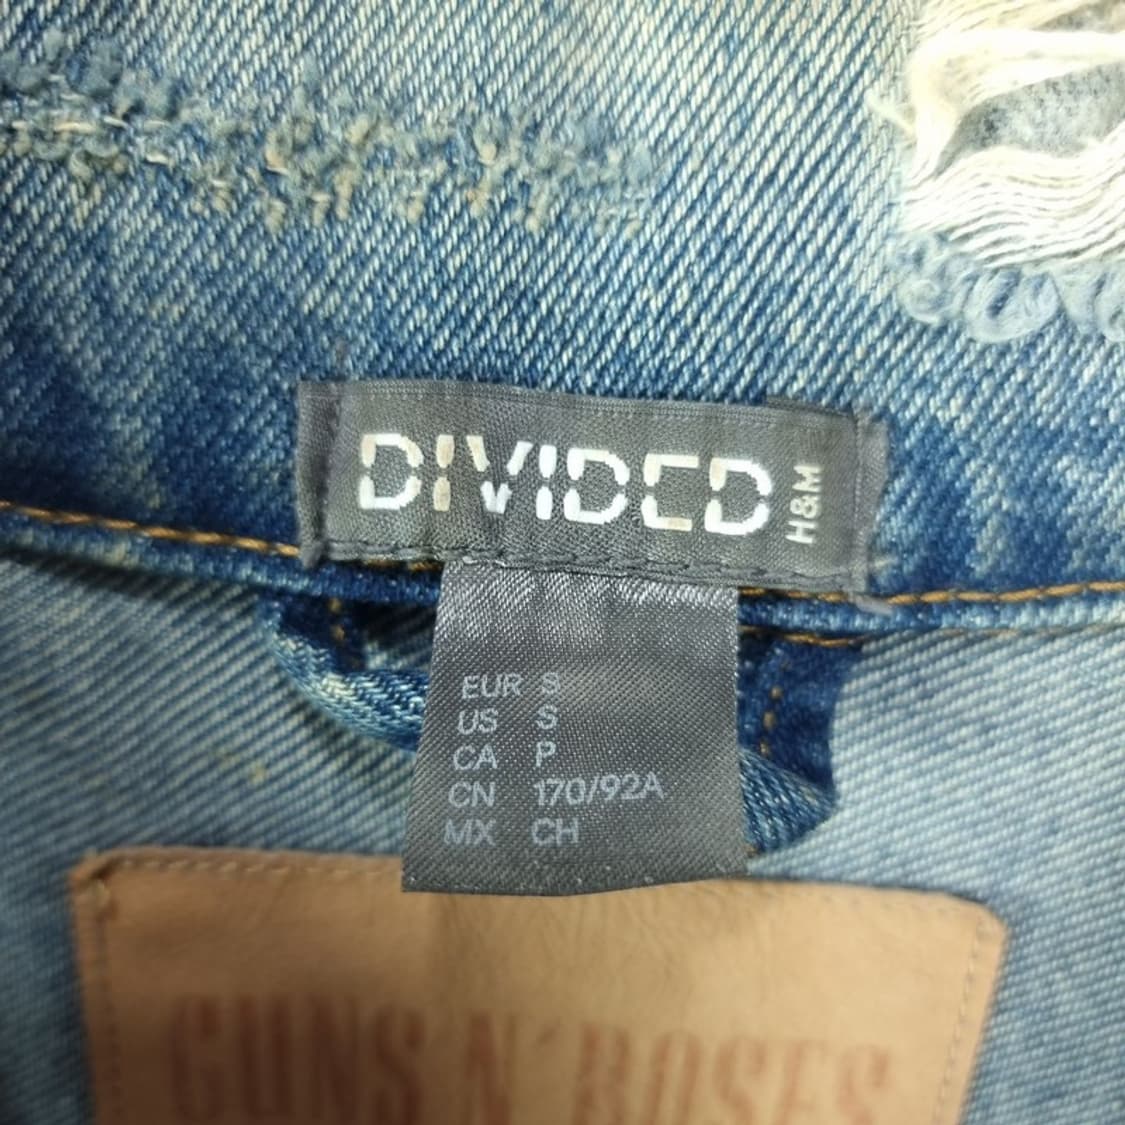 DIVIDED
H&M
EUR S
US S
CA P
CN 170/92A
MX CH
GUNS N' ROSES